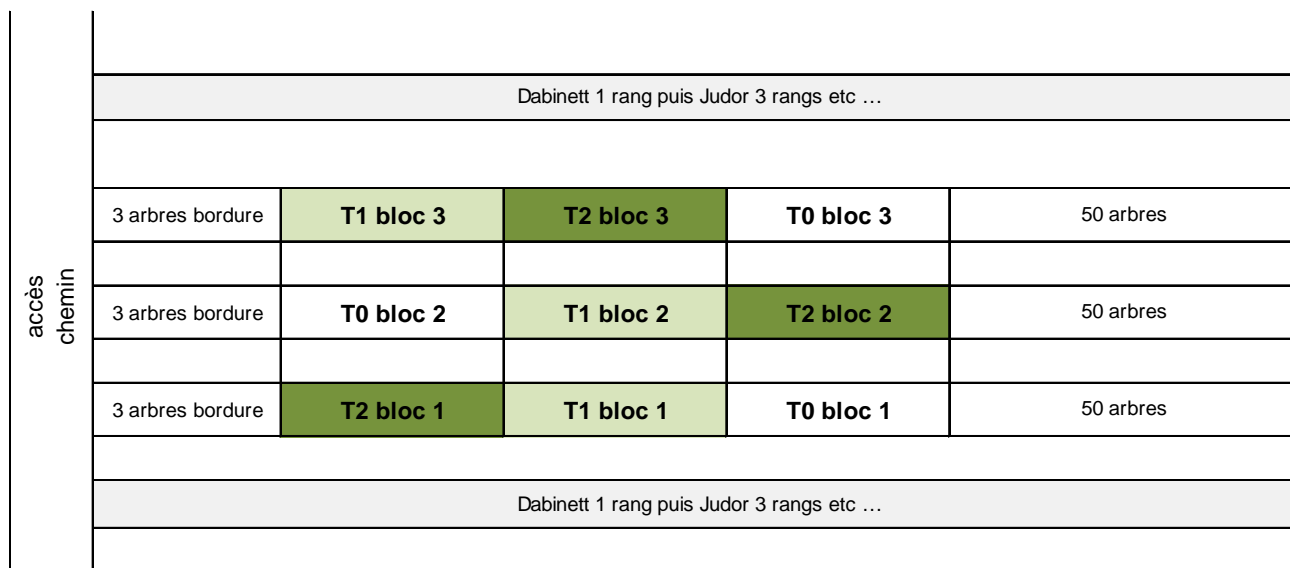 Dabinett 1 rang puis Judor 3 rangs etc …
accès
chemin
3 arbres bordure T1 bloc 3 T2 bloc 3 T0 bloc 3 50 arbres
3 arbres bordure T0 bloc 2 T1 bloc 2 T2 bloc 2 50 arbres
3 arbres bordure T2 bloc 1 T1 bloc 1 T0 bloc 1 50 arbres
Dabinett 1 rang puis Judor 3 rangs etc …